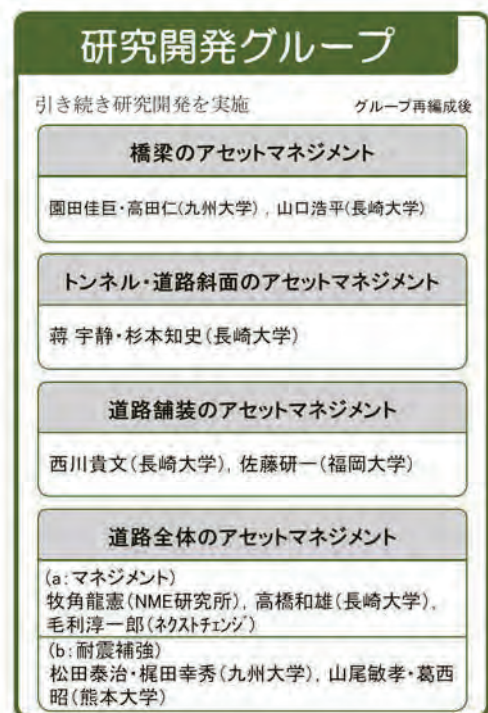 研究開発グループ
引き続き研究開発を実施 グループ再編成後
橋梁のアセットマネジメント
園田佳巨・高田仁(九州大学) , 山口浩平(長崎大学)
トンネル・道路斜面のアセットマネジメント
蒋 宇静・杉本知史(長崎大学)
道路舗装のアセットマネジメント
西川貴文(長崎大学), 佐藤研一(福岡大学)
道路全体のアセットマネジメント
(a:マネジメント)
牧角龍憲(NME研究所), 高橋和雄(長崎大学),
毛利淳一郎(ネクストチェンジ)
(b:耐震補強)
松田泰治・梶田幸秀(九州大学), 山尾敏孝・葛西
昭(熊本大学)